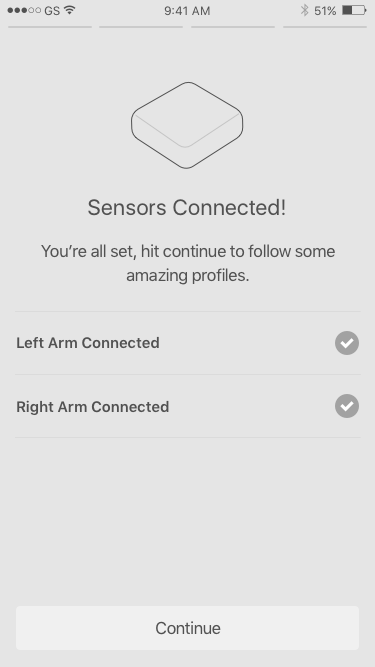 GS 9:41 AM 51%
Sensors Connected!
You’re all set, hit continue to follow some
amazing profiles.
Left Arm Connected
Right Arm Connected
Continue